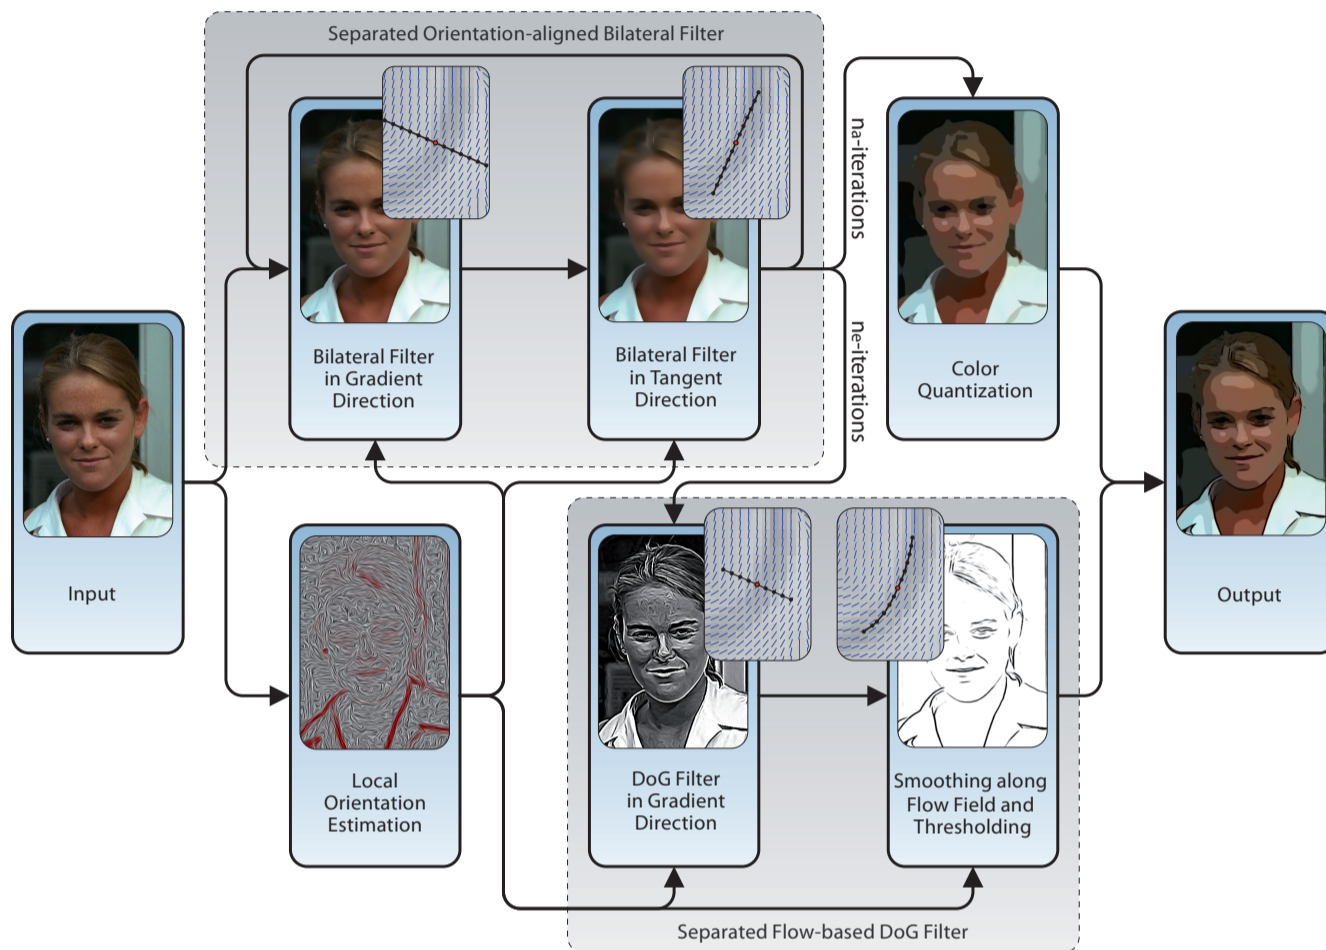 Separated Orientation-aligned Bilateral Filter
na-iterations
Bilateral Filter
in Gradient
Direction
Bilateral Filter
in Tangent
Direction
ne-iterations
Color
Quantization
Input
Output
Local
Orientation
Estimation
DoG Filter
in Gradient
Direction
Smoothing along
Flow Field and
Thresholding
Separated Flow-based DoG Filter